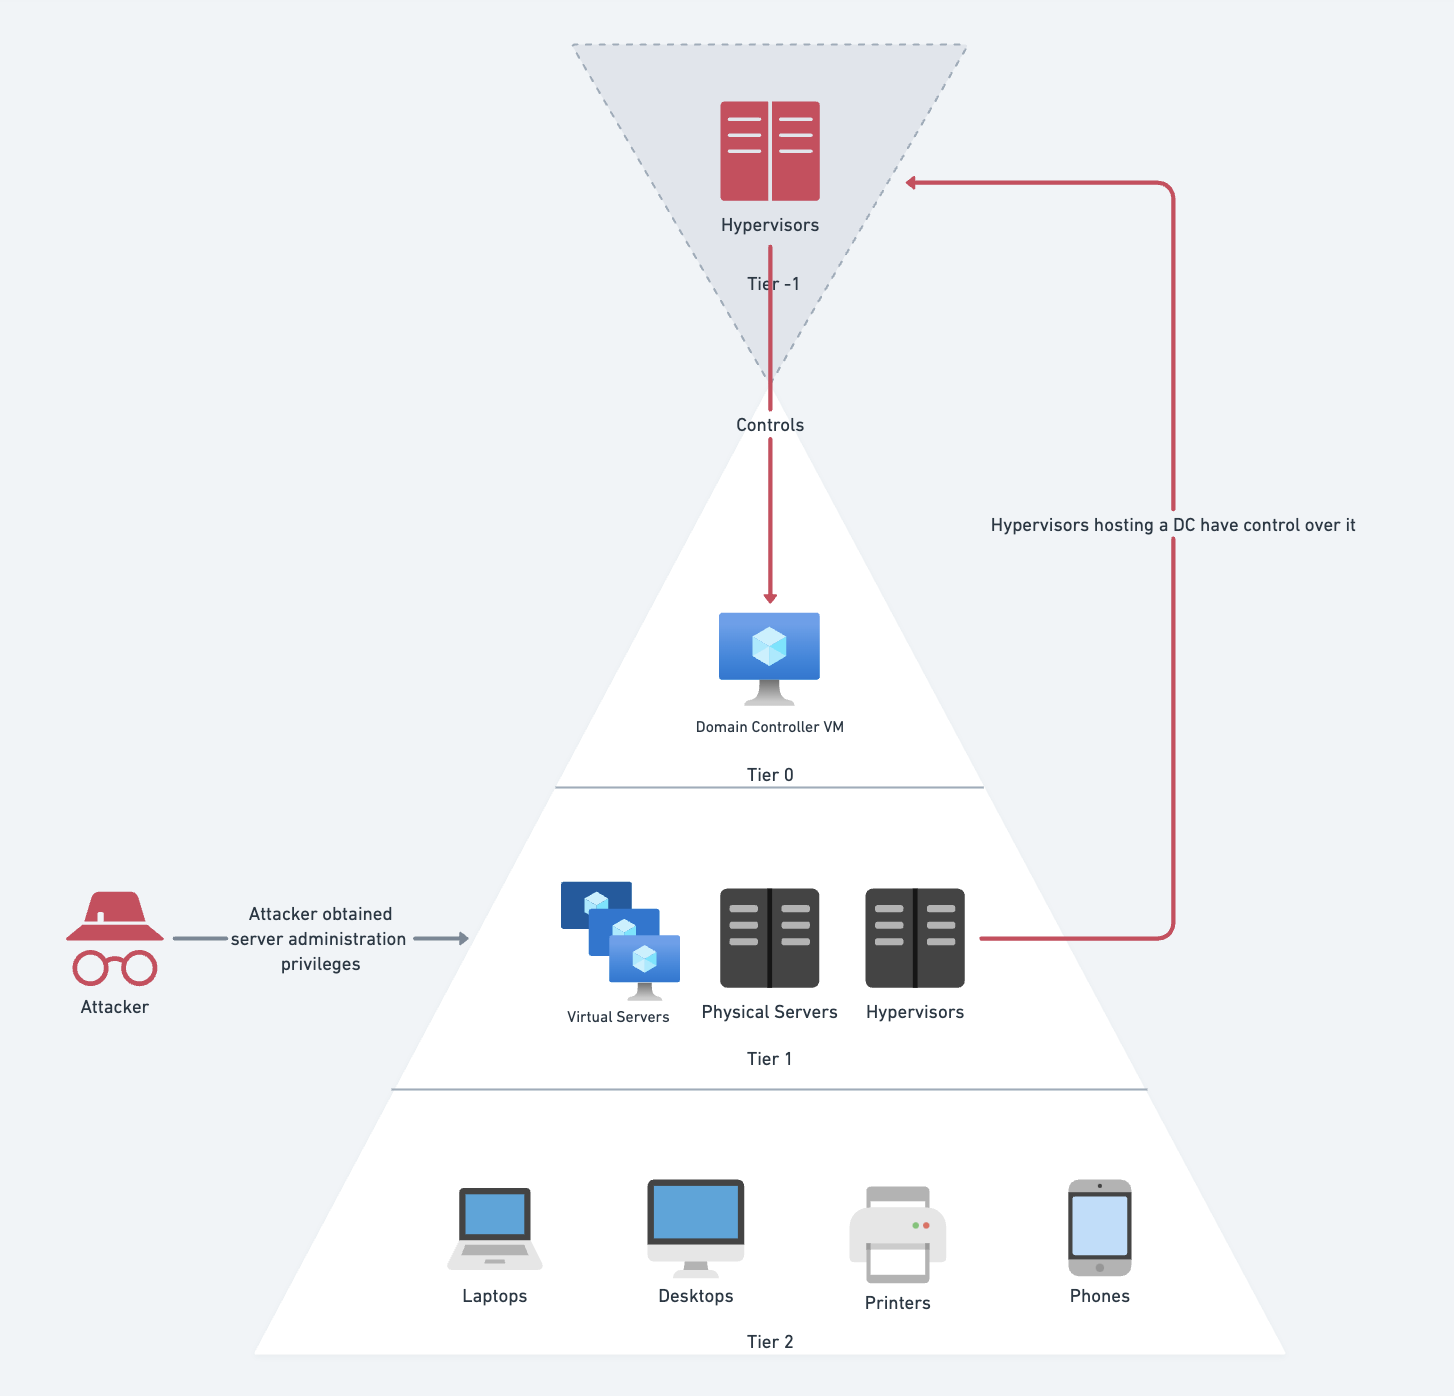 Hypervisors
Tier -1
Controls
Hypervisors hosting a DC have control over it
Domain Controller VM
Tier 0
Attacker obtained
server administration
privileges
Attacker
Virtual Servers
Physical Servers
Hypervisors
Tier 1
Laptops
Desktops
Printers
Phones
Tier 2